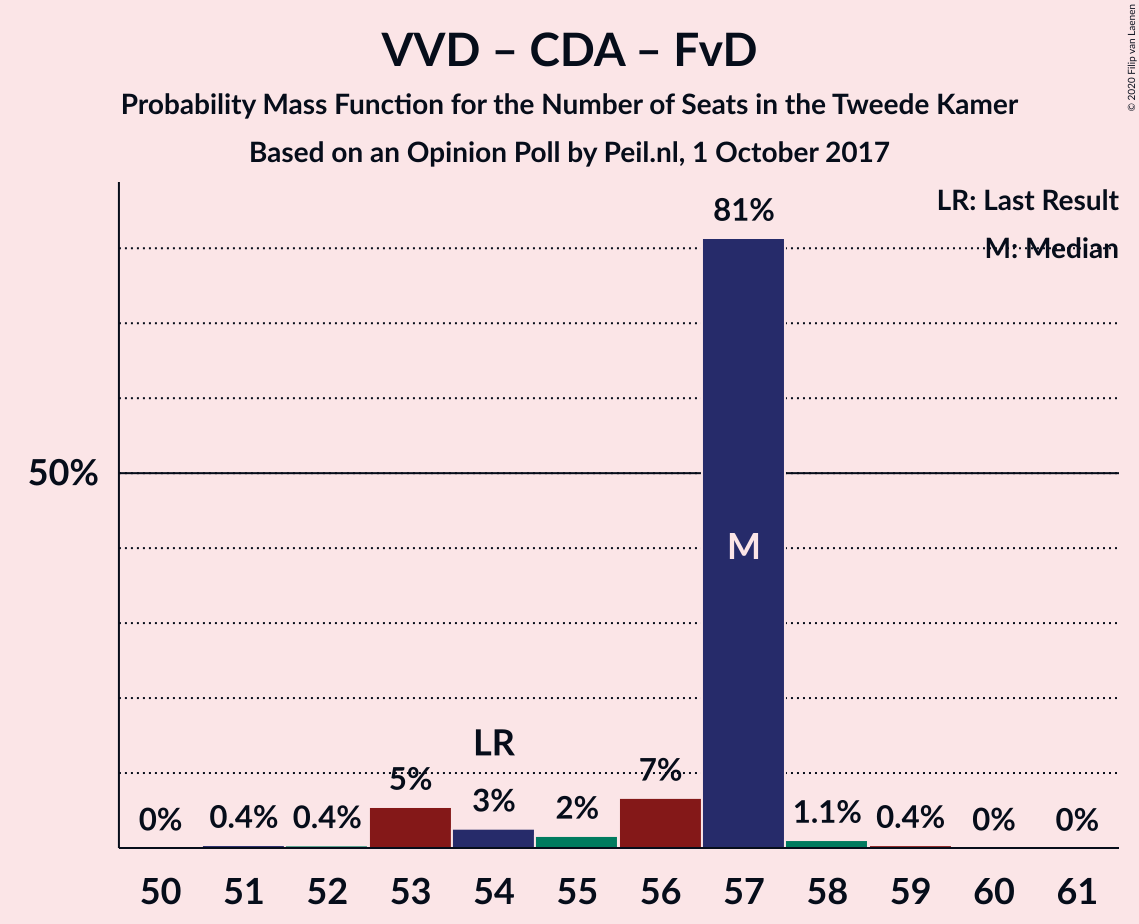 VVD – CDA – FvD
Probability Mass Function for the Number of Seats in the Tweede Kamer
Based on an Opinion Poll by Peil.nl, 1 October 2017
© 2020 Filip van Laenen
LR: Last Result
M: Median
81%
50%
M
LR
0% 0.4% 0.4% 5% 3% 2% 7% 1.1% 0.4% 0% 0%
50 51 52 53 54 55 56 57 58 59 60 61